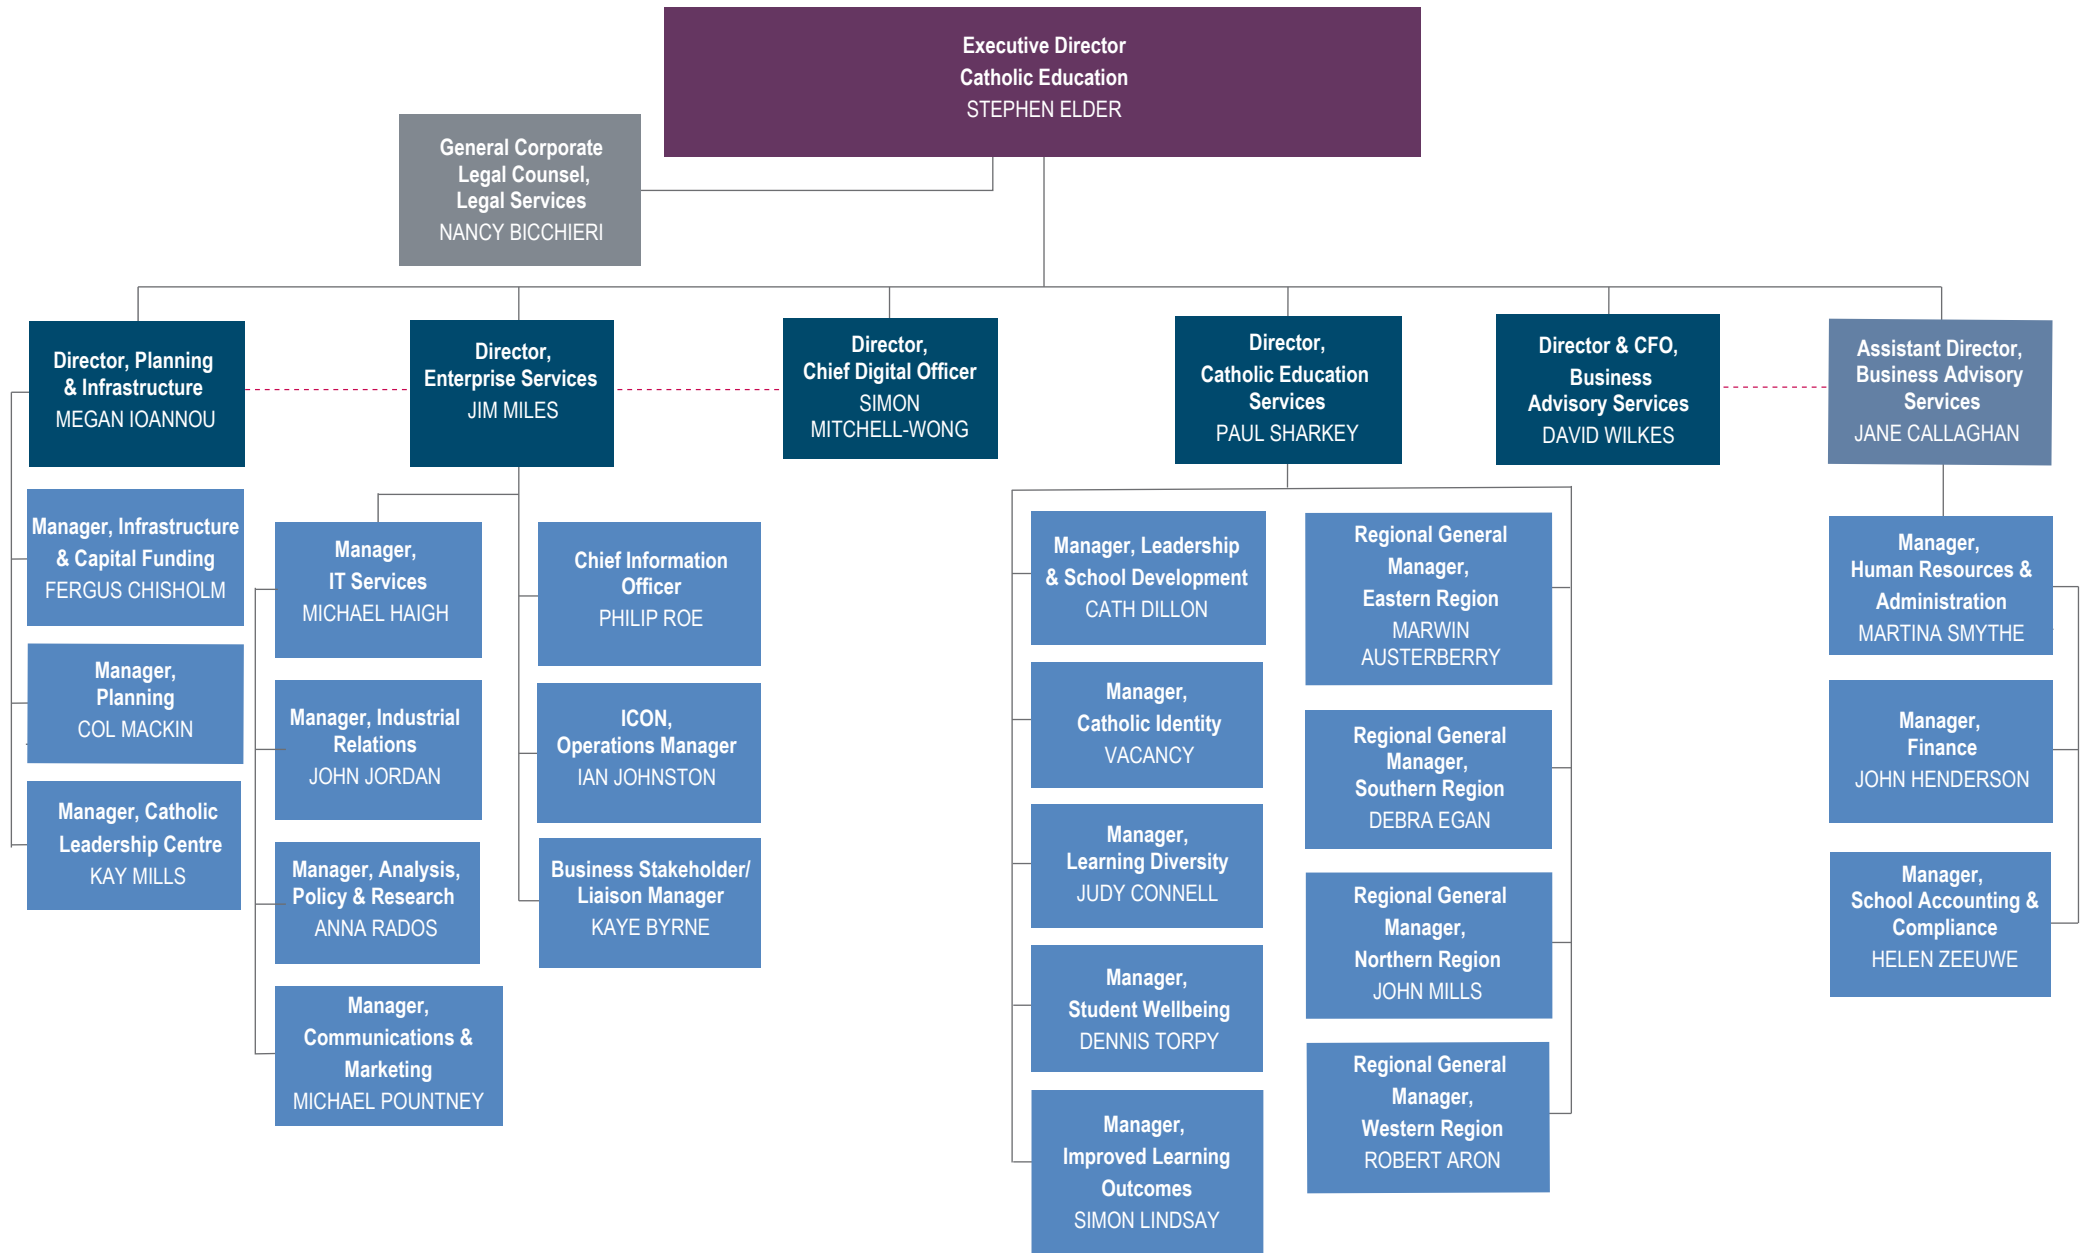 Executive Director
Catholic Education
STEPHEN ELDER
General Corporate
Legal Counsel,
Legal Services
NANCY BICCHIERI
Director, Planning
& Infrastructure
MEGAN IOANNOU
Director,
Enterprise Services
JIM MILES
Director,
Chief Digital Officer
SIMON
MITCHELL-WONG
Director,
Catholic Education
Services
PAUL SHARKEY
Director & CFO,
Business
Advisory Services
DAVID WILKES
Assistant Director,
Business Advisory
Services
JANE CALLAGHAN
Manager, Infrastructure
& Capital Funding
FERGUS CHISHOLM
Manager,
Planning
COL MACKIN
Manager, Catholic
Leadership Centre
KAY MILLS
Manager,
IT Services
MICHAEL HAIGH
Manager, Industrial
Relations
JOHN JORDAN
Manager, Analysis,
Policy & Research
ANNA RADOS
Manager,
Communications &
Marketing
MICHAEL POUNTNEY
Chief Information
Officer
PHILIP ROE
ICON,
Operations Manager
IAN JOHNSTON
Business Stakeholder/
Liaison Manager
KAYE BYRNE
Manager, Leadership
& School Development
CATH DILLON
Manager,
Catholic Identity
VACANCY
Manager,
Learning Diversity
JUDY CONNELL
Manager,
Student Wellbeing
DENNIS TORPY
Manager,
Improved Learning
Outcomes
SIMON LINDSAY
Regional General
Manager,
Eastern Region
MARWIN
AUSTERBERRY
Regional General
Manager,
Southern Region
DEBRA EGAN
Regional General
Manager,
Northern Region
JOHN MILLS
Regional General
Manager,
Western Region
ROBERT ARON
Manager,
Human Resources &
Administration
MARTINA SMYTHE
Manager,
Finance
JOHN HENDERSON
Manager,
School Accounting &
Compliance
HELEN ZEEUWE